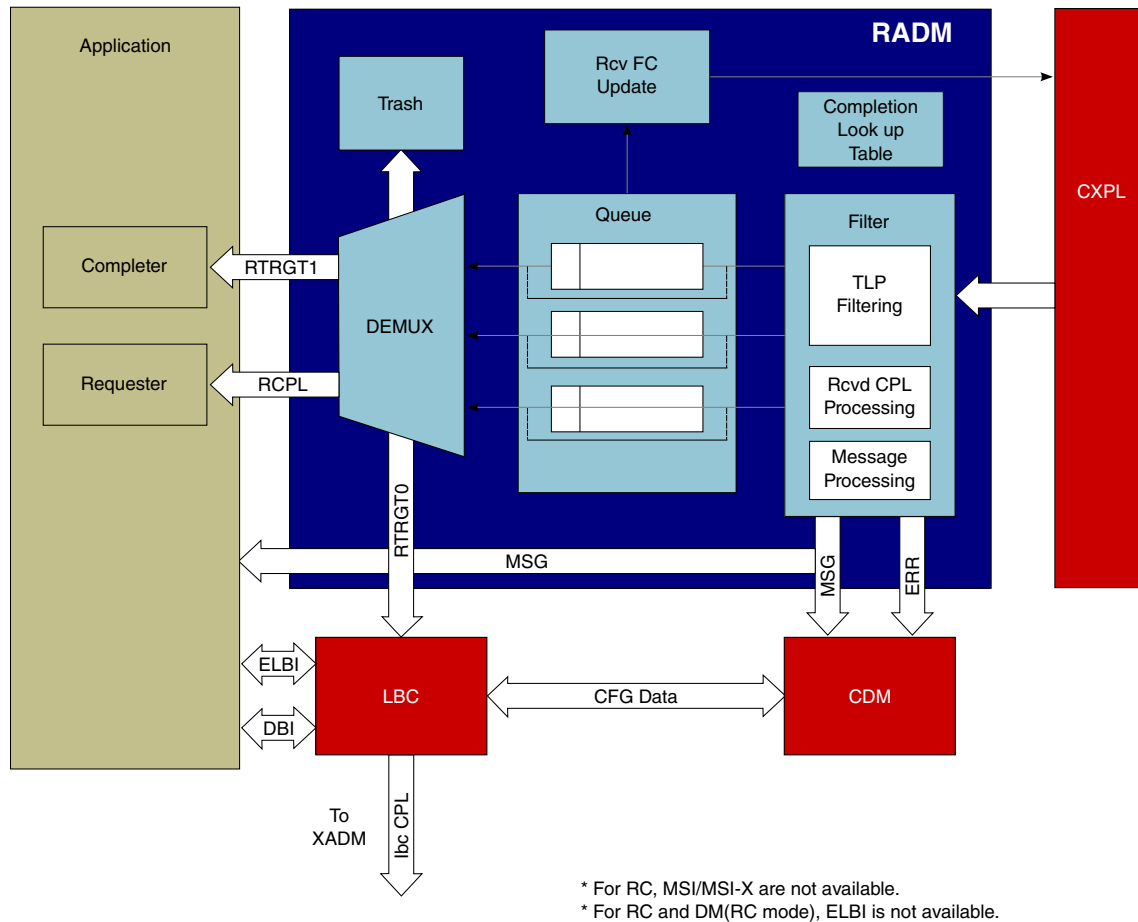 Application
RADM
Rcv FC
Update
Trash
Completion
Look up
Table
CXPL
Queue
Filter
Completer
RTRGT1
TLP
Filtering
DEMUX
Requester
RCPL
Rcvd CPL
Processing
Message
Processing
RTRGT0
MSG
MSG
ERR
ELBI
LBC
CFG Data
CDM
DBI
To
XADM
lbc CPL
* For RC, MSI/MSI-X are not available.
* For RC and DM(RC mode), ELBI is not available.